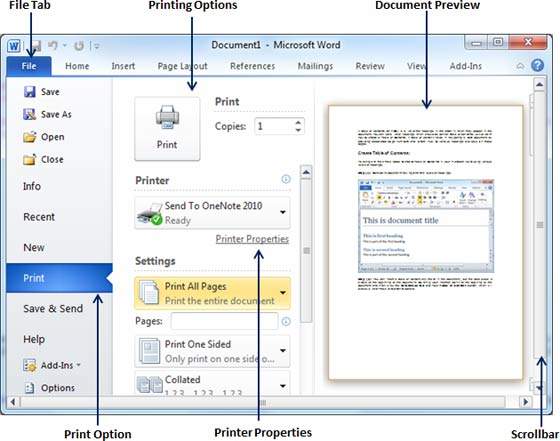 File Tab
Printing Options
Document Preview
Document1 - Microsoft Word
File Home Insert Page Layout References Mailings Review View Add-Ins
Save
Save As
Open
Close
Info
Recent
New
Print
Save & Send
Help
Add-Ins
Options
Print
Print
Copies: 1
Printer
Send To OneNote 2010
Ready
Printer Properties
Settings
Print All Pages
Print the entire document
Pages:
Print One Sided
Only print on one side o...
Collated
1,2,3 1,2,3 1,2,3
Create Table of Contents:
This is document title
This is first heading
This is second heading
Print Option
Printer Properties
Scrollbar